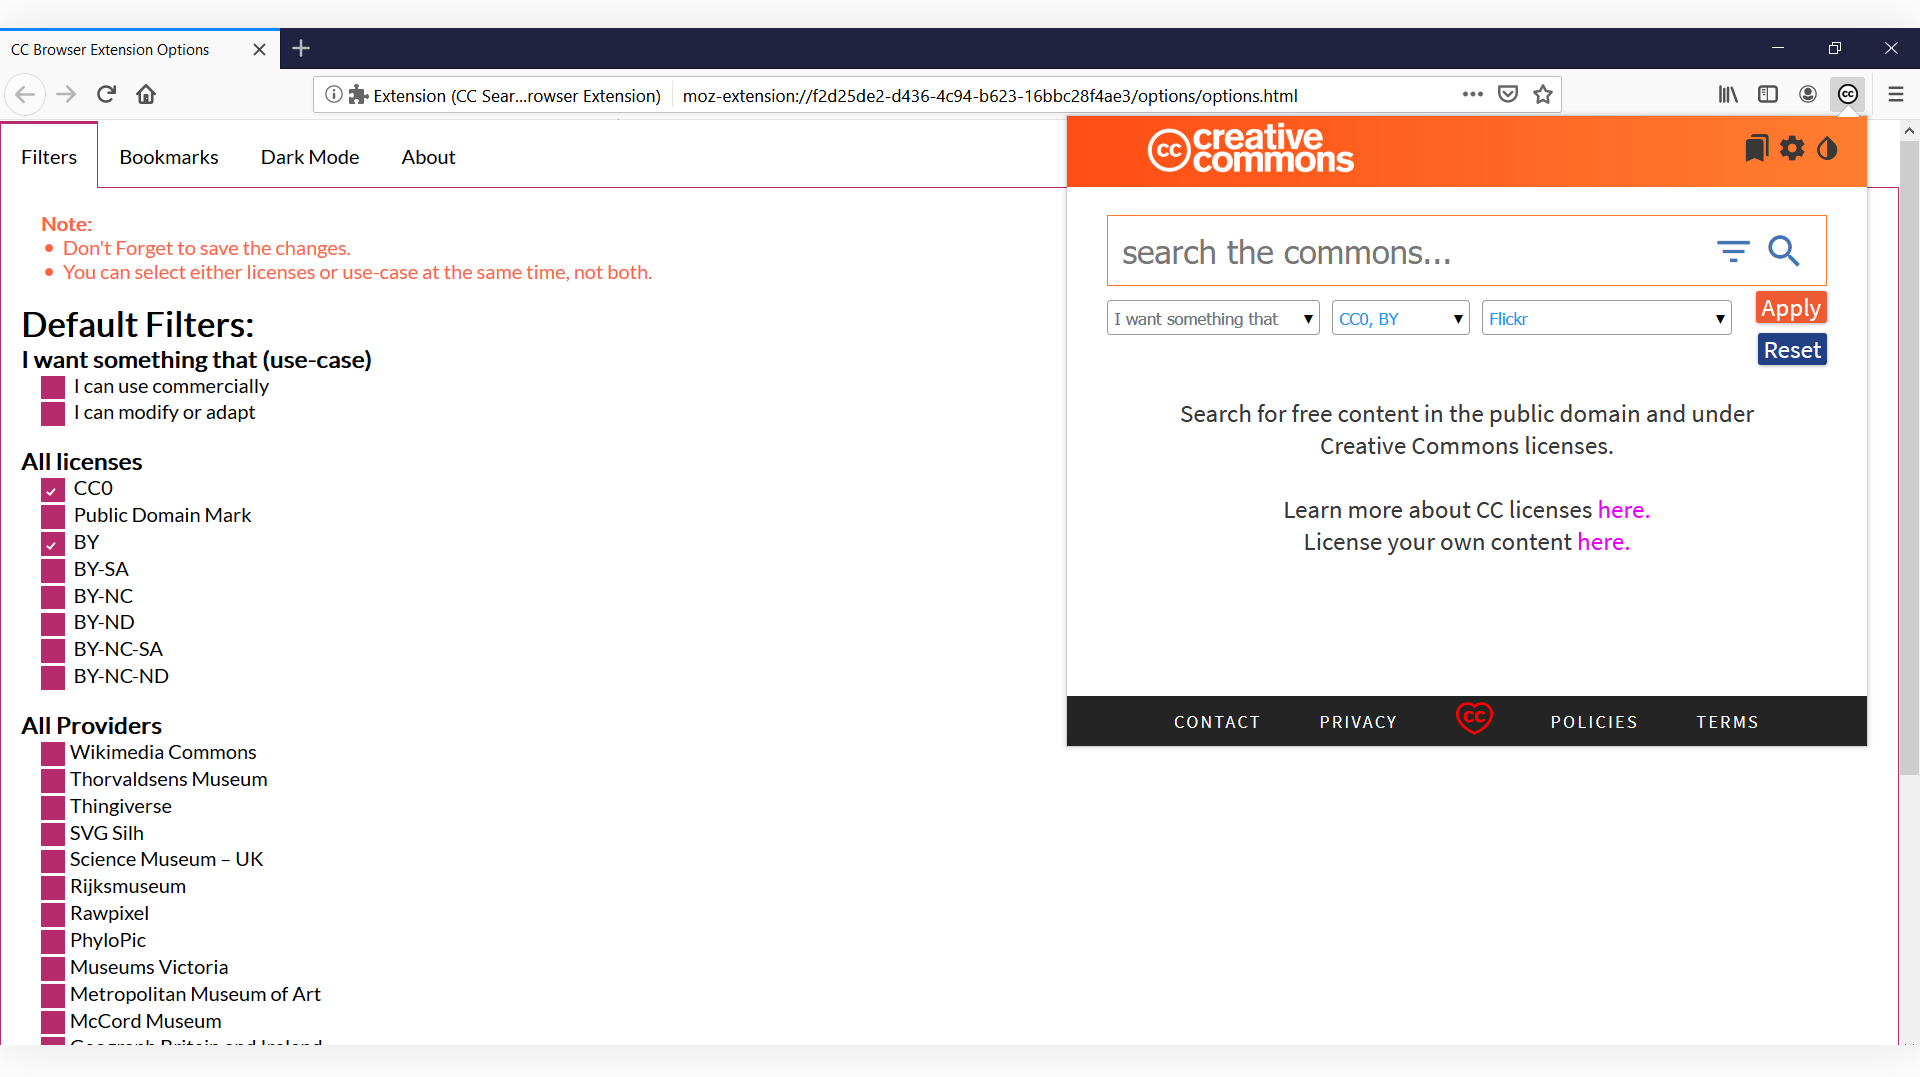 CC Browser Extension Options
Extension (CC Sear...rowser Extension)
moz-extension://f2d25de2-d436-4c94-b623-16bbc28f4ae3/options/options.html
Filters
Bookmarks
Dark Mode
About
Note:
Don't Forget to save the changes.
You can select either licenses or use-case at the same time, not both.
Default Filters:
I want something that (use-case)
I can use commercially
I can modify or adapt
All licenses
CC0
Public Domain Mark
BY
BY-SA
BY-NC
BY-ND
BY-NC-SA
BY-NC-ND
All Providers
Wikimedia Commons
Thorvaldsens Museum
Thingiverse
SVG Silh
Science Museum – UK
Rijksmuseum
Rawpixel
PhyloPic
Museums Victoria
Metropolitan Museum of Art
McCord Museum
Geograph Britain and Ireland
cc
cc creative
commons
search the commons...
I want something that
CC0, BY
Flickr
Apply
Reset
Search for free content in the public domain and under
Creative Commons licenses.
Learn more about CC licenses here.
License your own content here.
CONTACT
PRIVACY
CC
POLICIES
TERMS